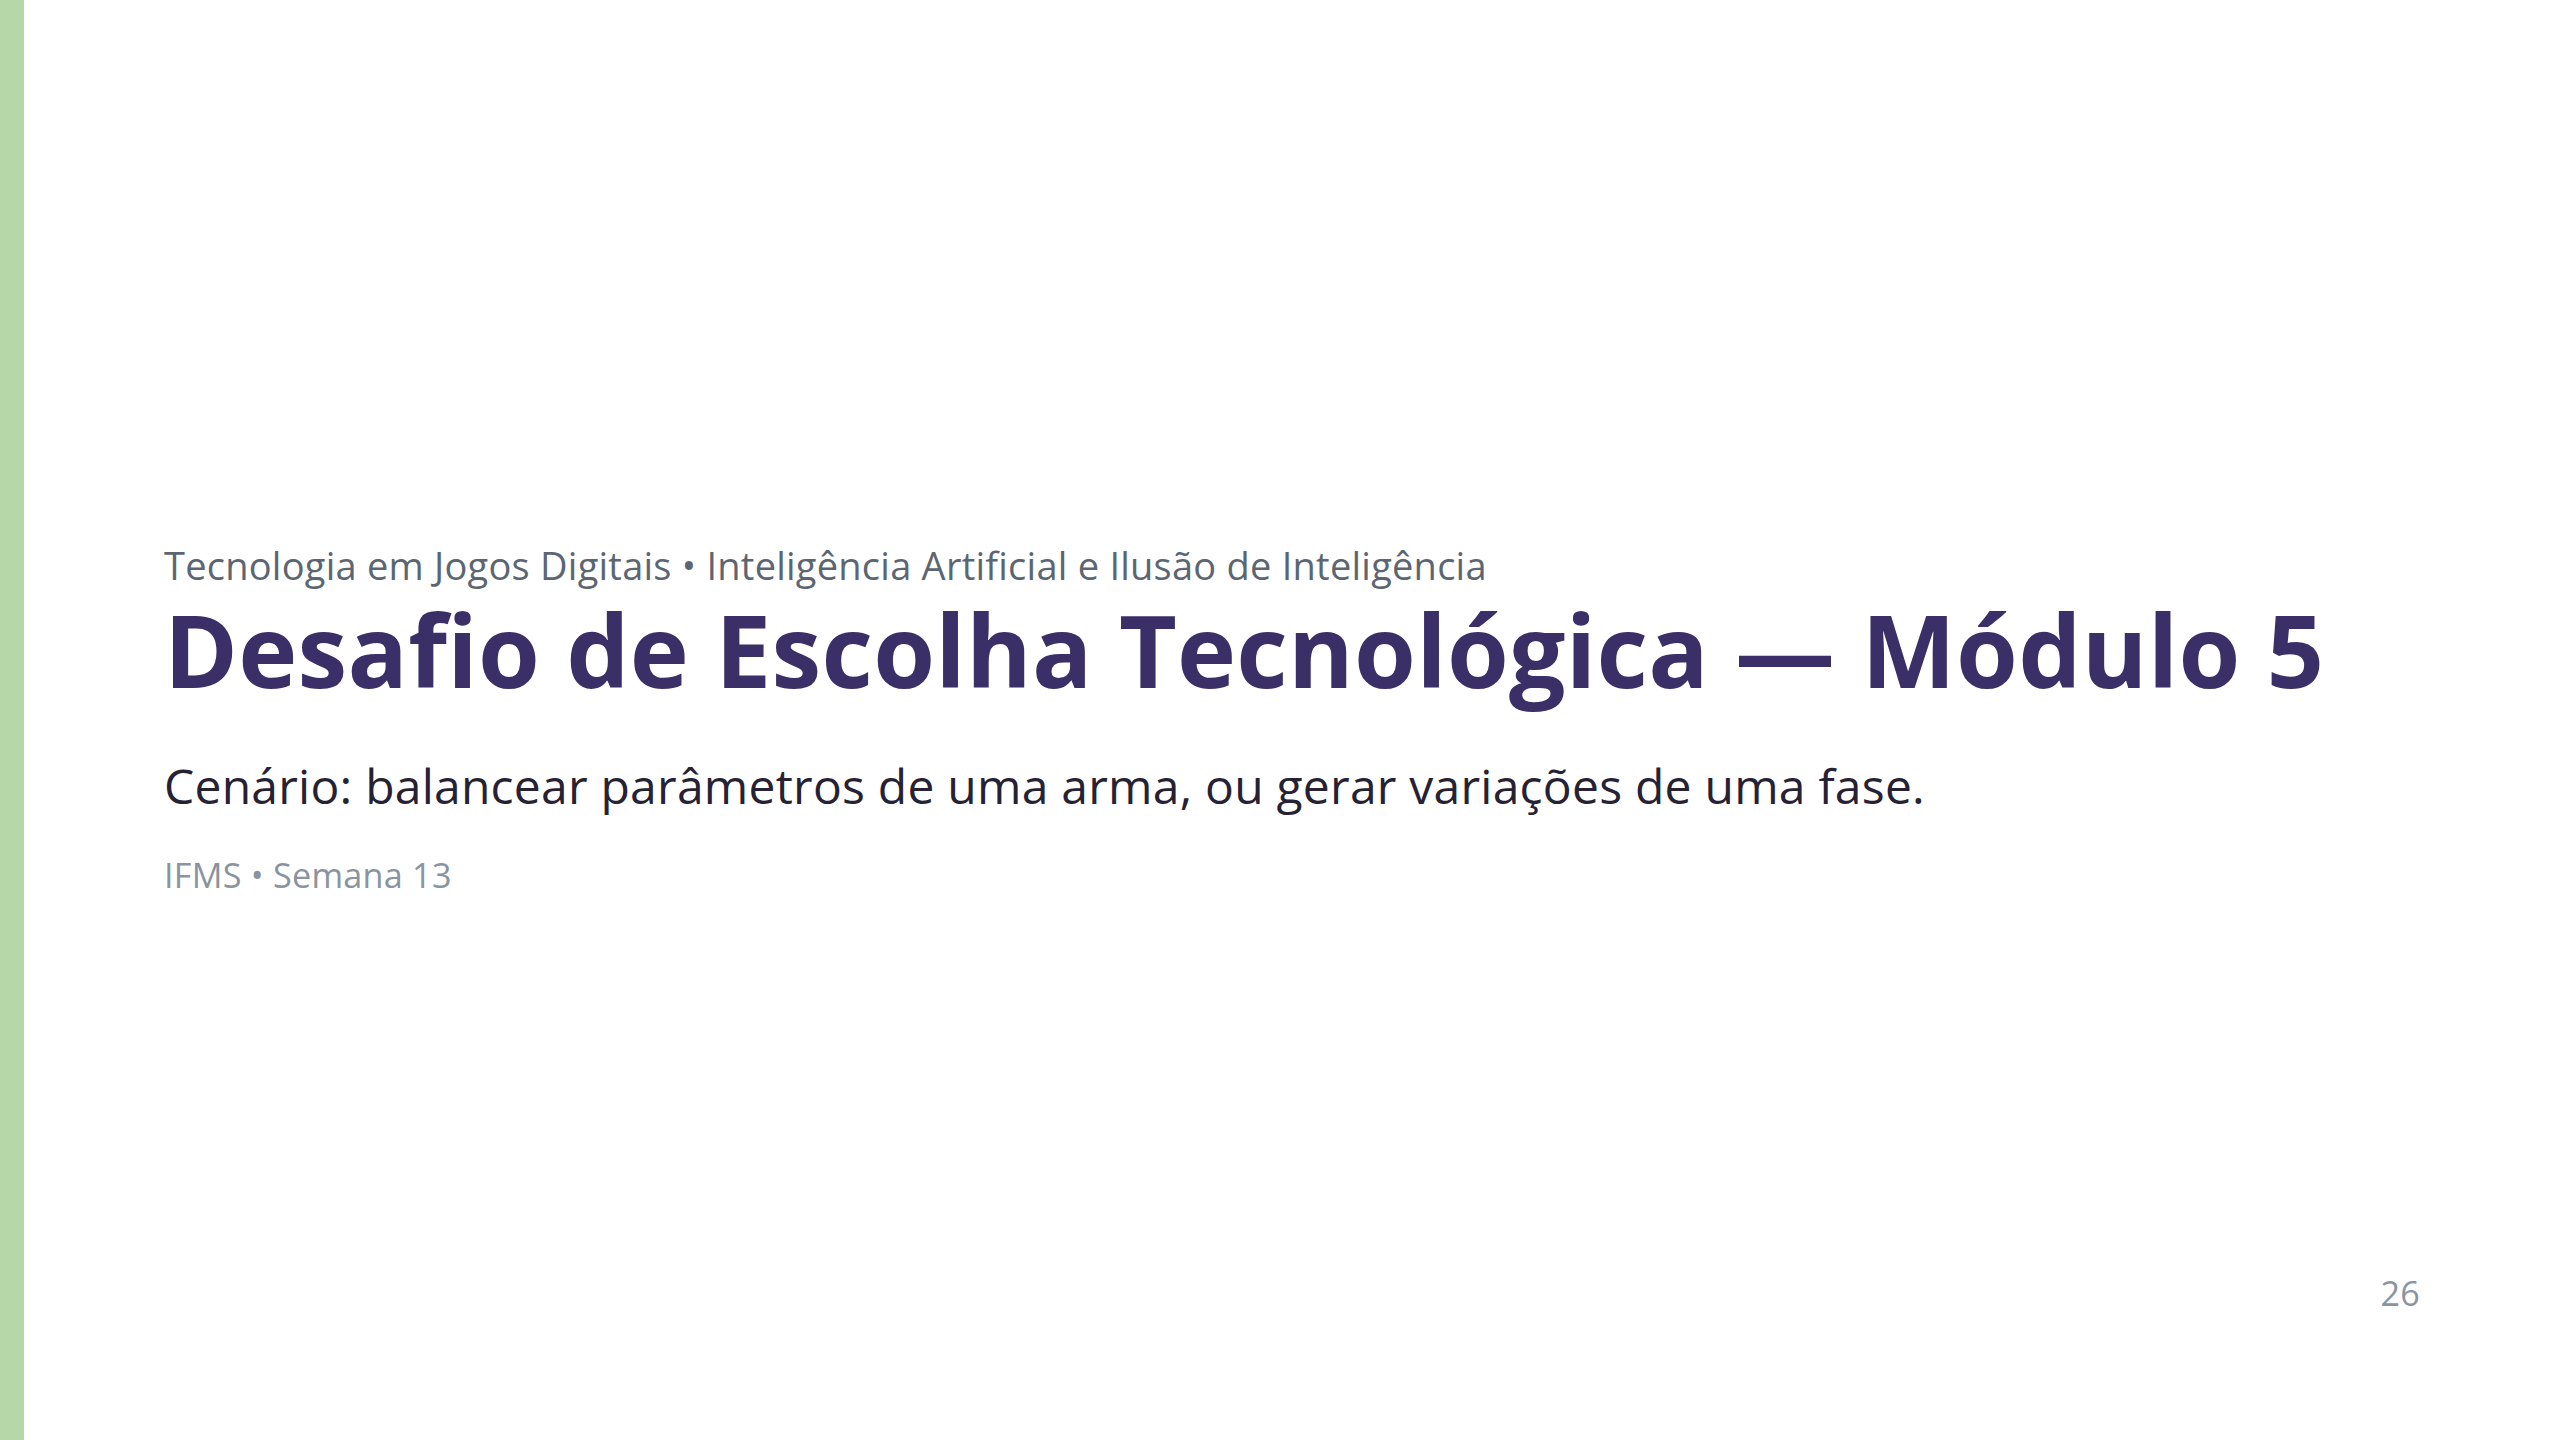 Tecnologia em Jogos Digitais • Inteligência Artificial e Ilusão de Inteligência
Desafio de Escolha Tecnológica — Módulo 5
Cenário: balancear parâmetros de uma arma, ou gerar variações de uma fase.
IFMS • Semana 13
26